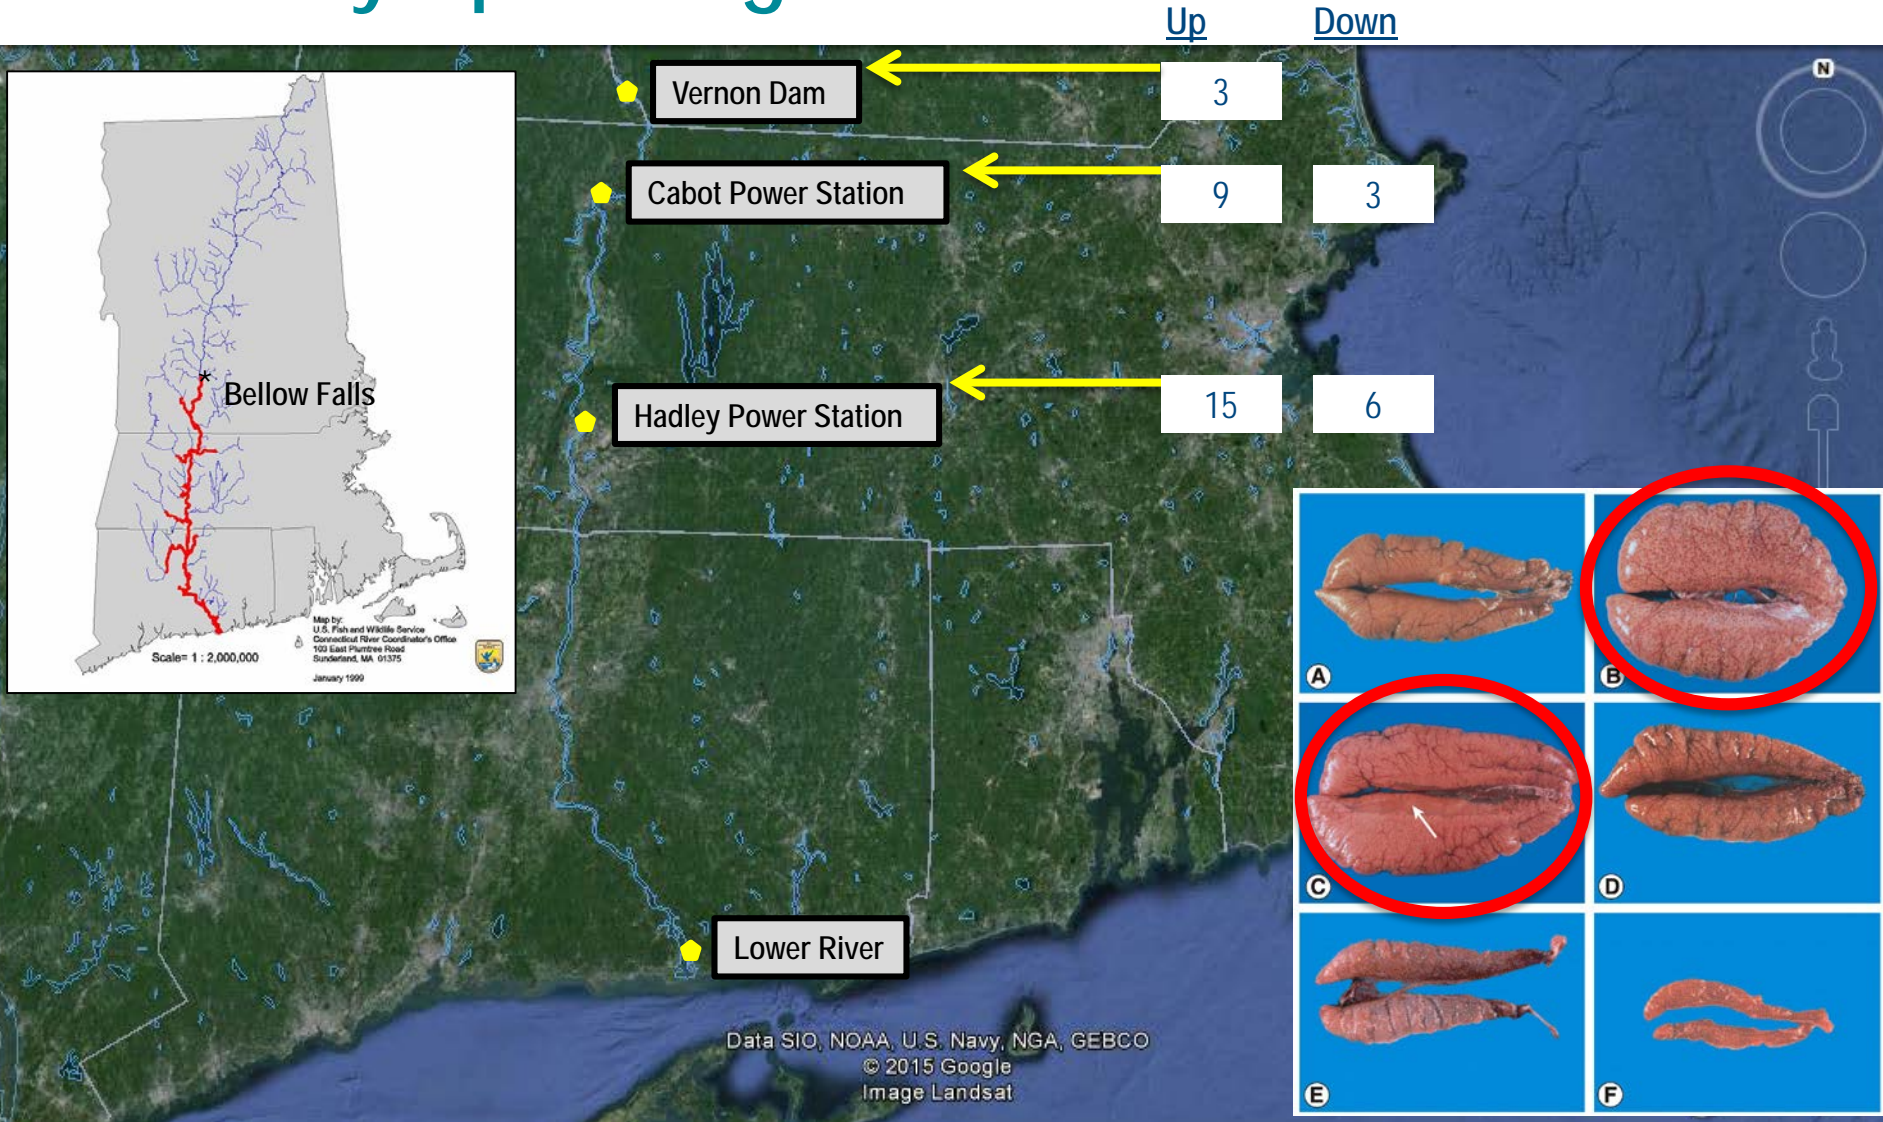 Up Down
Vernon Dam
3
Cabot Power Station
9 3
Hadley Power Station
15 6
Lower River
N
Bellow Falls
*
Map by:
U.S. Fish and Wildlife Service
Connecticut River Coordinator's Office
103 East Plumtree Road
Sunderland, MA 01375
January 1999
Scale= 1 : 2,000,000
A
B
C
D
E
F
Data SIO, NOAA, U.S. Navy, NGA, GEBCO
© 2015 Google
Image Landsat